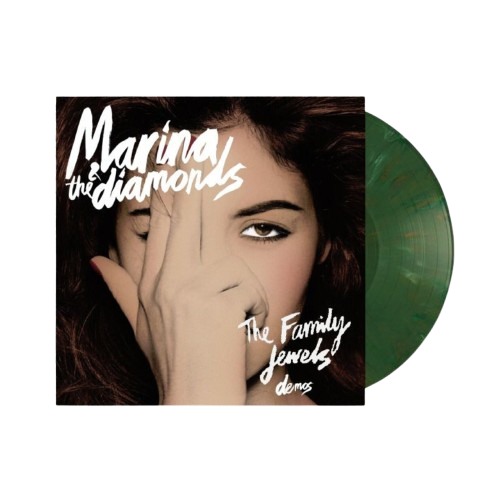 Marina
& the diamonds
The Family
Jewels
demos